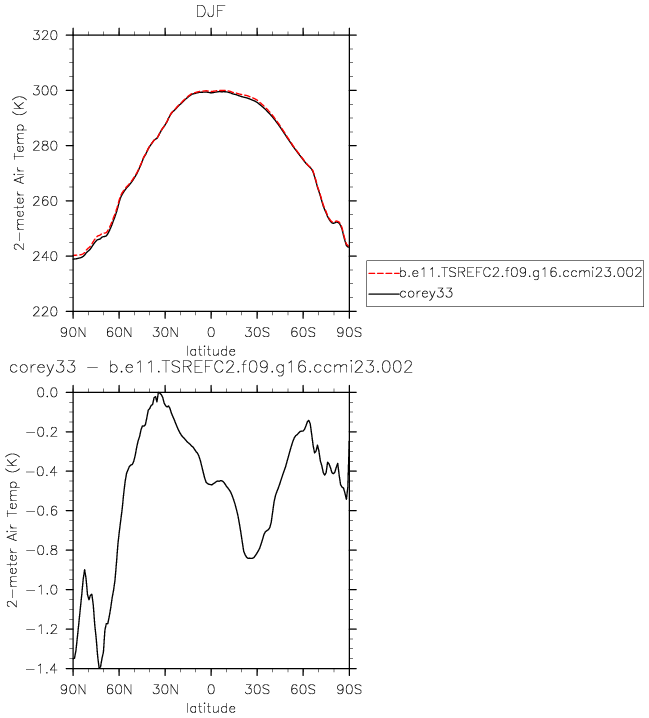 DJF
320
300
280
260
240
220
2-meter Air Temp (K)
90N 60N 30N 0 30S 60S 90S
latitude
b.e11.TSREFC2.f09.g16.ccmi23.002
corey33
corey33 - b.e11.TSREFC2.f09.g16.ccmi23.002
0.0
-0.2
-0.4
-0.6
-0.8
-1.0
-1.2
-1.4
2-meter Air Temp (K)
90N 60N 30N 0 30S 60S 90S
latitude